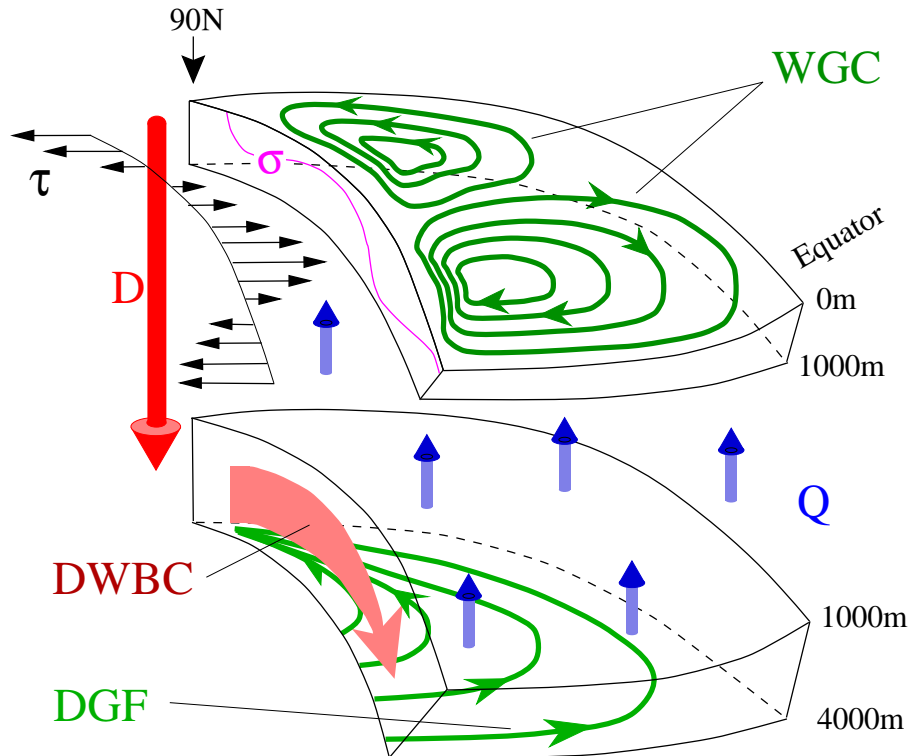 90N
WGC
τ
σ
Equator
D
0m
1000m
Q
DWBC
1000m
DGF
4000m